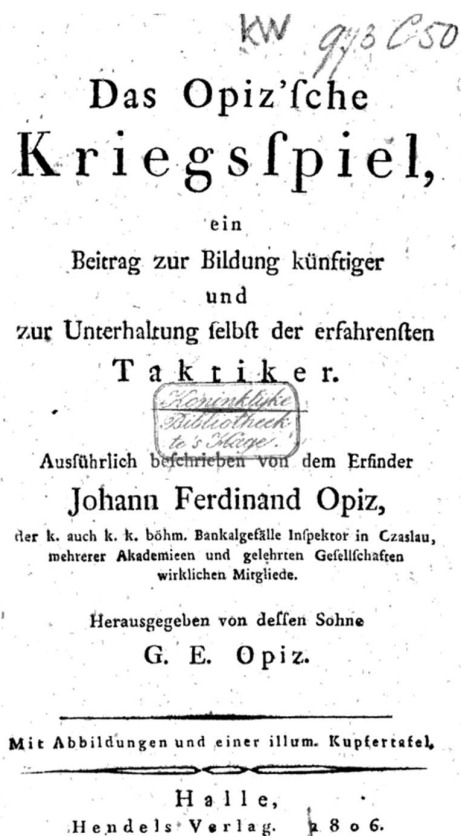 KW 973 C50
Das Opiz'ſche
Kriegsſpiel,
ein
Beitrag zur Bildung künftiger
und
zur Unterhaltung ſelbſt der erfahrenſten
Taktiker.
Koninklyke
Bibliotheek
te's Hage.
Ausführlich beſchrieben von dem Erfinder
Johann Ferdinand Opiz,
der k. auch k. k. böhm. Bankalgefälle Inſpektor in Czaslau,
mehrerer Akademieen und gelehrten Geſellſchaften
wirklichen Mitgliede.
Herausgegeben von deſſen Sohne
G. E. Opiz.
Mit Abbildungen und einer illum. Kupfertafel.
Halle,
Hendels Verlag. 1806.